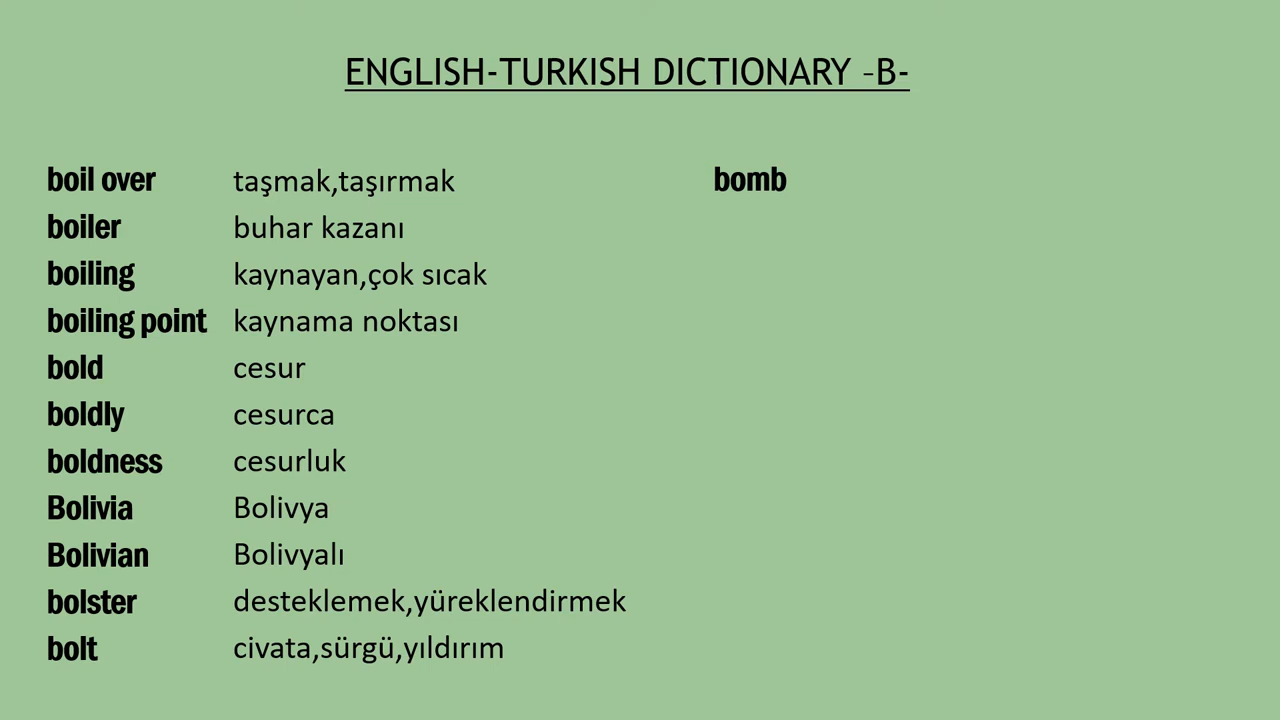 ENGLISH-TURKISH DICTIONARY -B-
boil over taşmak,taşırmak
boiler buhar kazanı
boiling kaynayan,çok sıcak
boiling point kaynama noktası
bold cesur
boldly cesurca
boldness cesurluk
Bolivia Bolivya
Bolivian Bolivyalı
bolster desteklemek,yüreklendirmek
bolt civata,sürgü,yıldırım
bomb